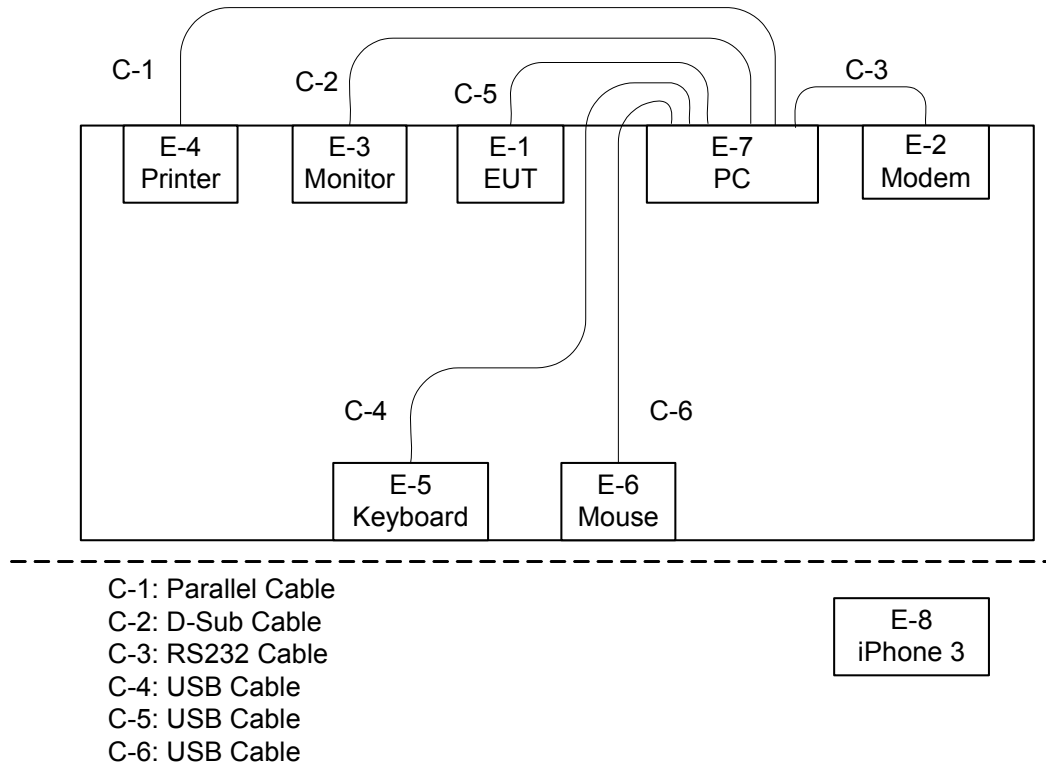 C-1
C-2
C-5
C-3
E-4
Printer
E-3
Monitor
E-1
EUT
E-7
PC
E-2
Modem
C-4
C-6
E-5
Keyboard
E-6
Mouse
C-1: Parallel Cable
C-2: D-Sub Cable
C-3: RS232 Cable
C-4: USB Cable
C-5: USB Cable
C-6: USB Cable
E-8
iPhone 3